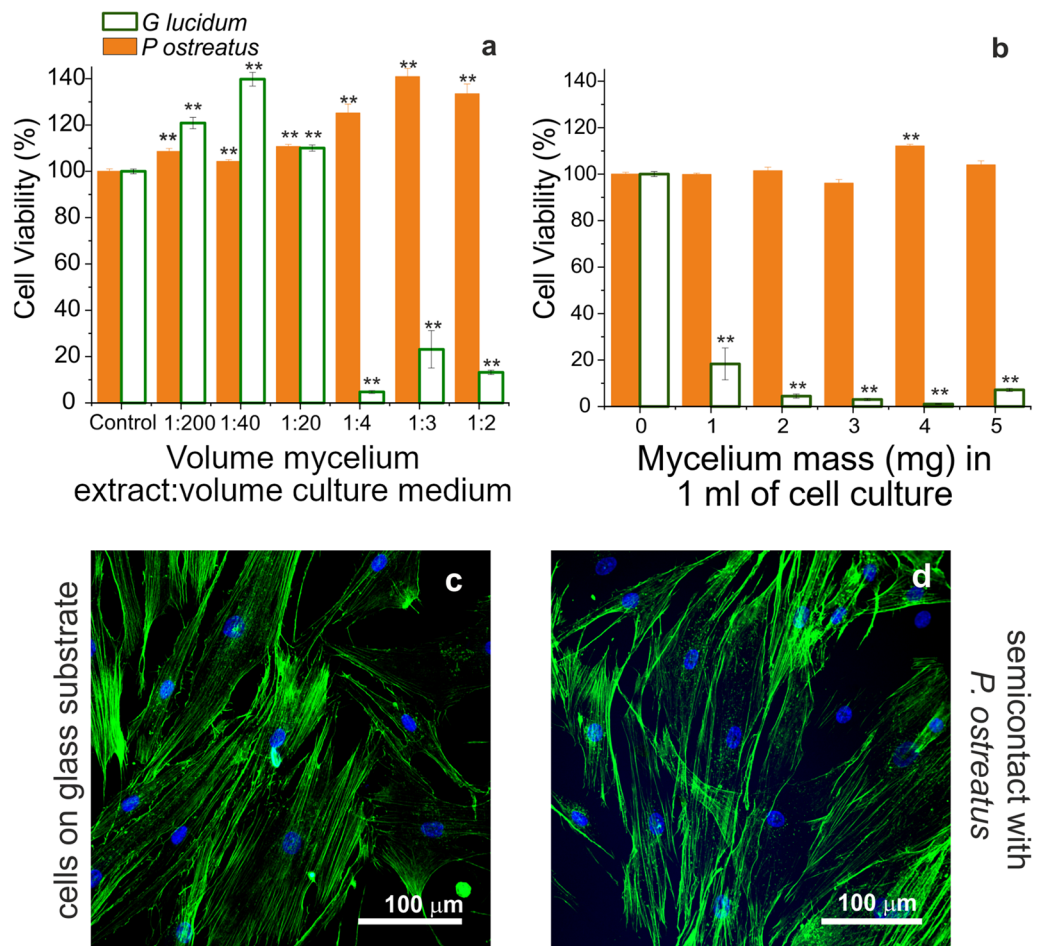 G lucidum
P ostreatus
a
Cell Viability (%)
140
120
100
80
60
40
20
0
** ** ** ** ** ** ** ** ** ** ** **
Control 1:200 1:40 1:20 1:4 1:3 1:2
Volume mycelium
extract:volume culture medium
b
Cell Viability (%)
140
120
100
80
60
40
20
0
** ** ** ** ** **
0 1 2 3 4 5
Mycelium mass (mg) in
1 ml of cell culture
cells on glass substrate
c
100 μm
d
100 μm
semicontact with
P. ostreatus